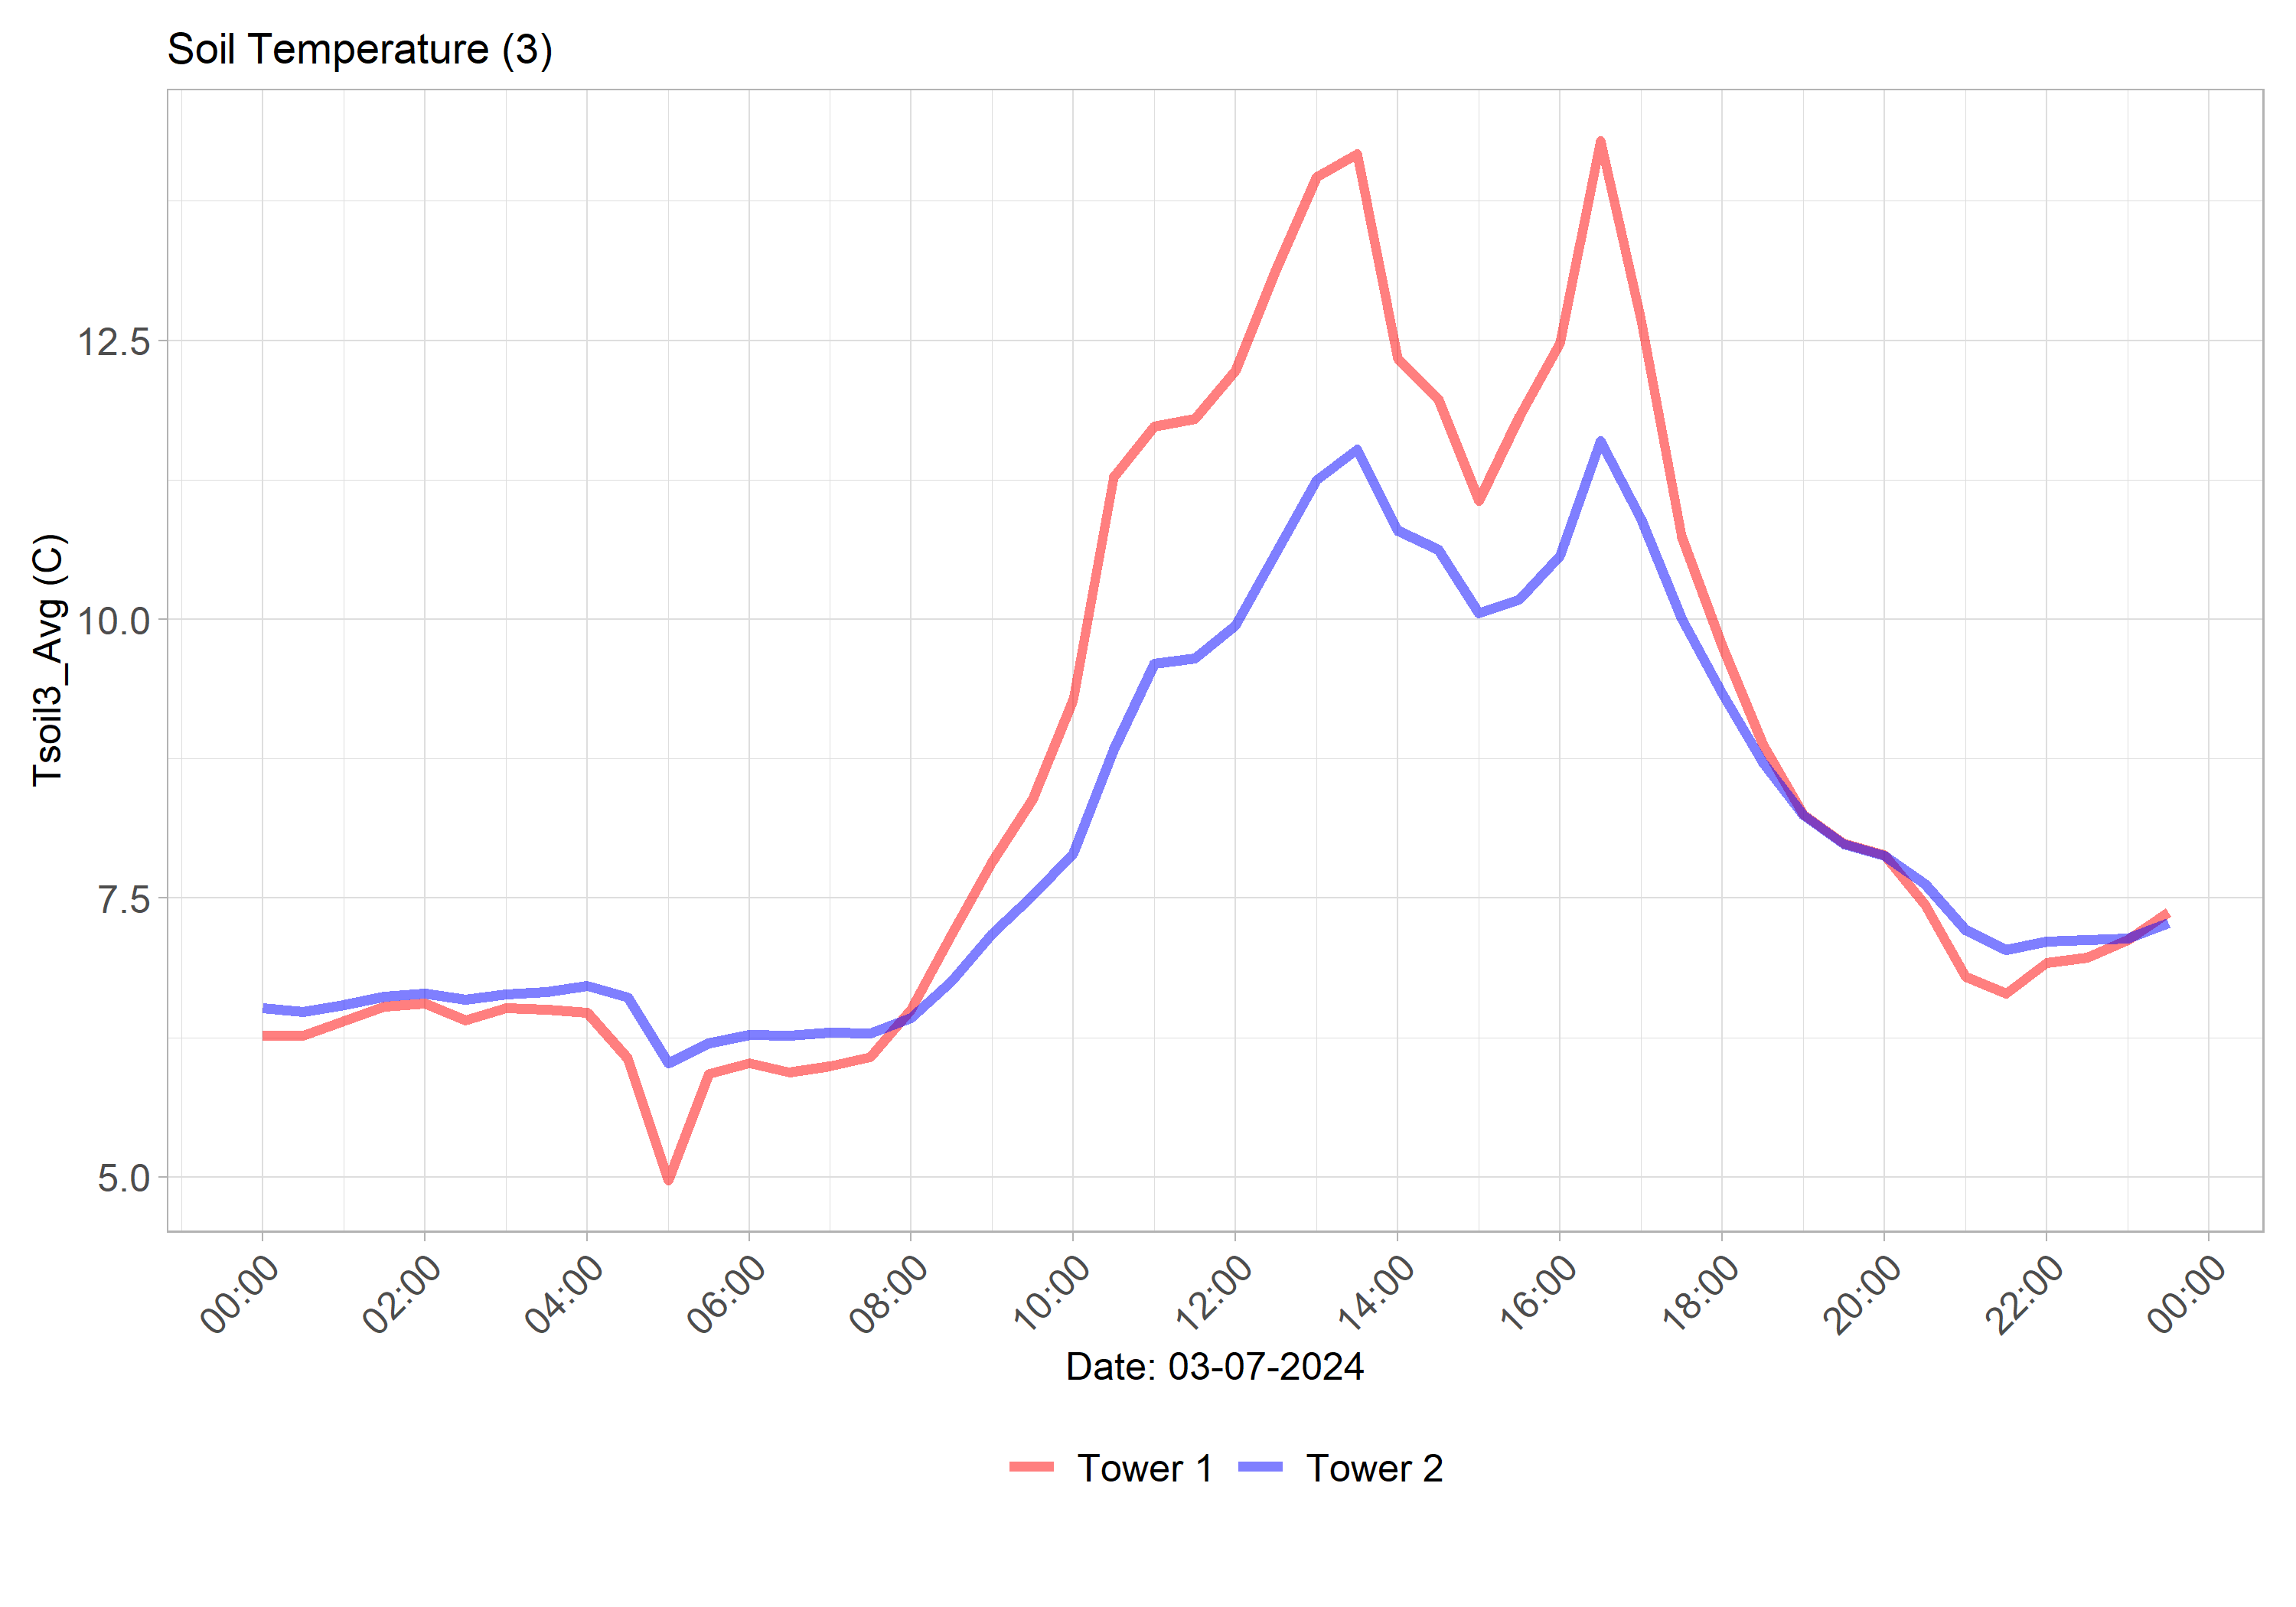 Soil Temperature (3)
Tsoil3_Avg (C)
12.5
10.0
7.5
5.0
00:00 02:00 04:00 06:00 08:00 10:00 12:00 14:00 16:00 18:00 20:00 22:00 00:00
Date: 03-07-2024
Tower 1 Tower 2